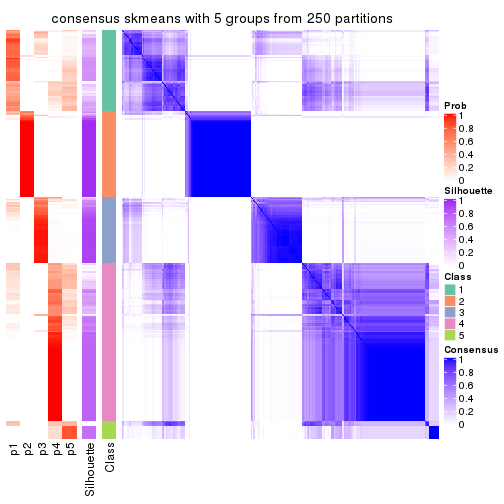 consensus skmeans with 5 groups from 250 partitions
Prob
1
0.8
0.6
0.4
0.2
0
Silhouette
1
0.8
0.6
0.4
0.2
0
Class
1
2
3
4
5
Consensus
1
0.8
0.6
0.4
0.2
0
p1
p2
p3
p4
p5
Silhouette
Class